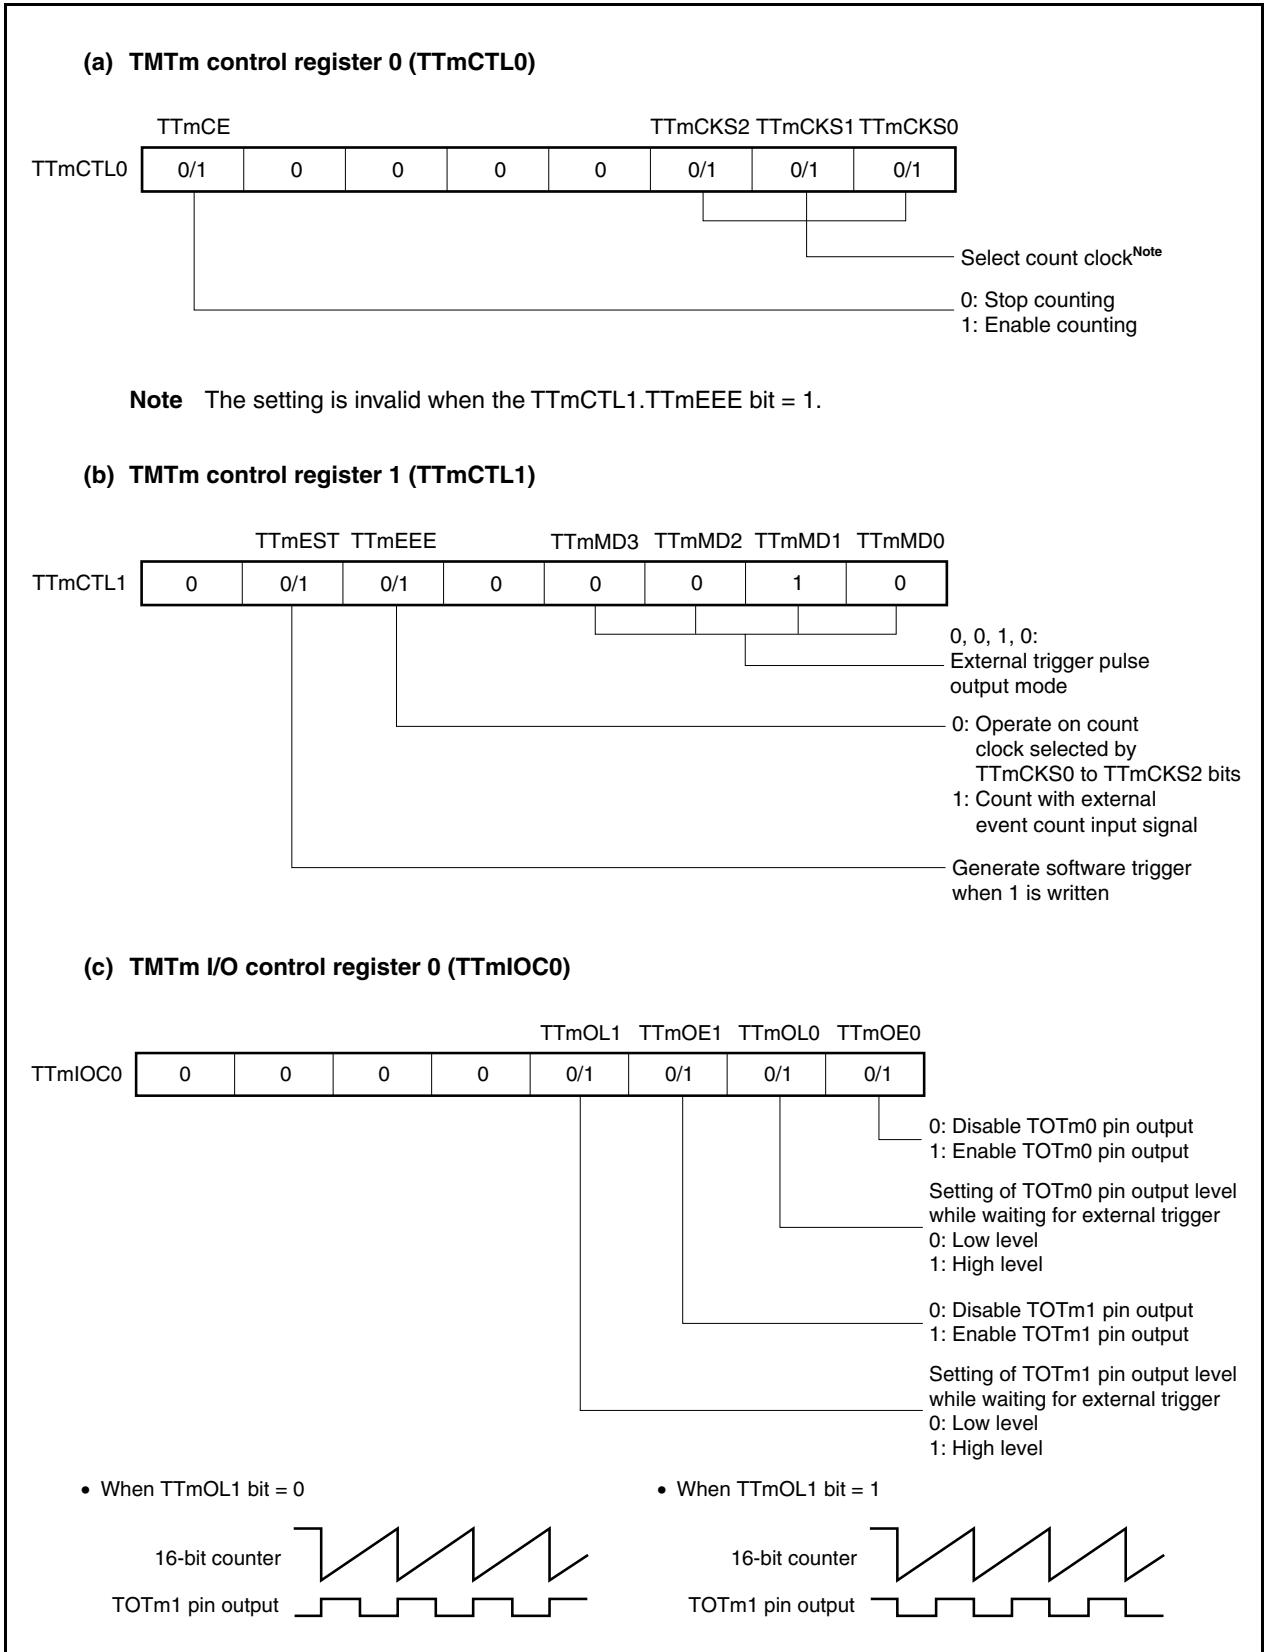 (a) TMTm control register 0 (TTmCTL0)
TTmCE TTmCKS2 TTmCKS1 TTmCKS0
TTmCTL0 0/1 0 0 0 0 0/1 0/1 0/1
Select count clockNote
0: Stop counting
1: Enable counting
Note The setting is invalid when the TTmCTL1.TTmEEE bit = 1.
(b) TMTm control register 1 (TTmCTL1)
TTmEST TTmEEE TTmMD3 TTmMD2 TTmMD1 TTmMD0
TTmCTL1 0 0/1 0/1 0 0 0 1 0
0, 0, 1, 0:
External trigger pulse
output mode
0: Operate on count
clock selected by
TTmCKS0 to TTmCKS2 bits
1: Count with external
event count input signal
Generate software trigger
when 1 is written
(c) TMTm I/O control register 0 (TTmIOC0)
TTmOL1 TTmOE1 TTmOL0 TTmOE0
TTmIOC0 0 0 0 0 0/1 0/1 0/1 0/1
0: Disable TOTm0 pin output
1: Enable TOTm0 pin output
Setting of TOTm0 pin output level
while waiting for external trigger
0: Low level
1: High level
0: Disable TOTm1 pin output
1: Enable TOTm1 pin output
Setting of TOTm1 pin output level
while waiting for external trigger
0: Low level
1: High level
• When TTmOL1 bit = 0
16-bit counter
TOTm1 pin output
• When TTmOL1 bit = 1
16-bit counter
TOTm1 pin output